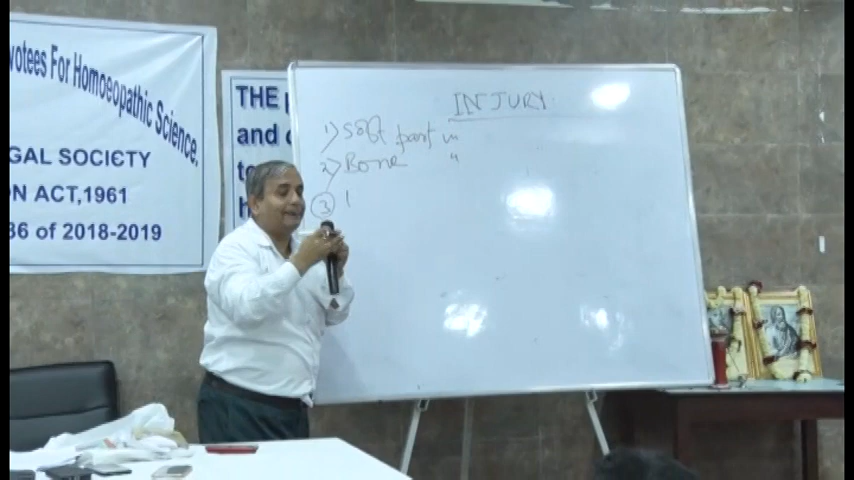 votees For Homoeopathic Science.
GAL SOCIETY
ON ACT,1961
36 of 2018-2019
THE
and
to
INJURY
1) Soft part "
2) Bone "
3